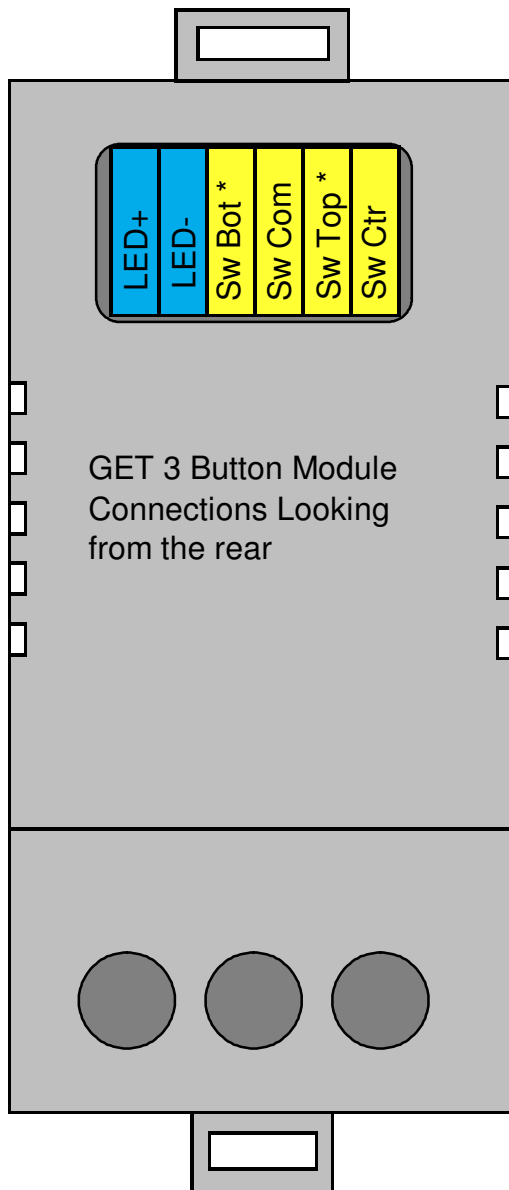 LED+
LED-
Sw Bot *
Sw Com
Sw Top *
Sw Ctr
GET 3 Button Module
Connections Looking
from the rear